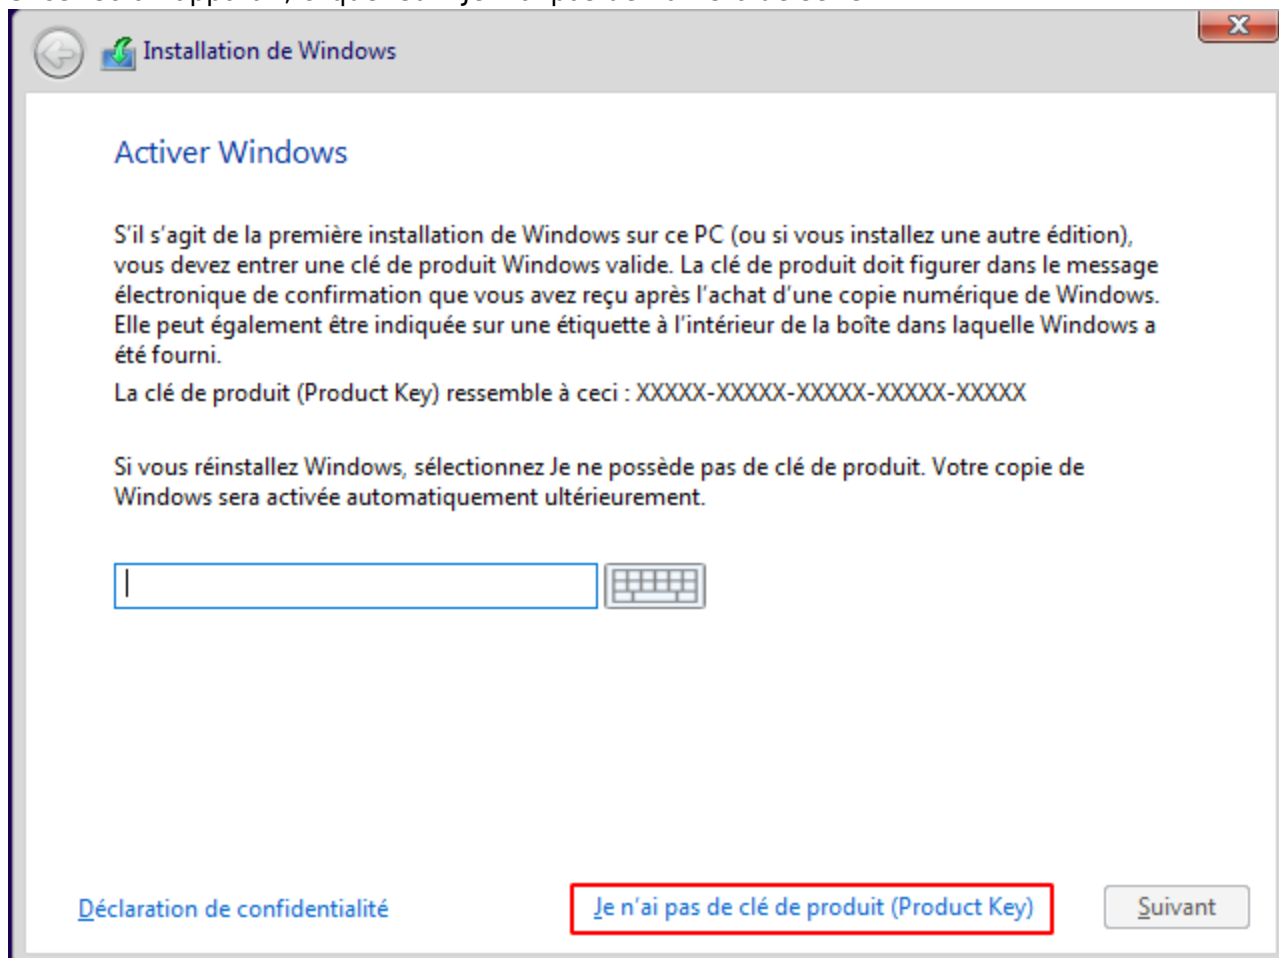 Installation de Windows
Activer Windows
S'il s'agit de la première installation de Windows sur ce PC (ou si vous installez une autre édition),
vous devez entrer une clé de produit Windows valide. La clé de produit doit figurer dans le message
électronique de confirmation que vous avez reçu après l'achat d'une copie numérique de Windows.
Elle peut également être indiquée sur une étiquette à l'intérieur de la boîte dans laquelle Windows a
été fourni.
La clé de produit (Product Key) ressemble à ceci : XXXXX-XXXXX-XXXXX-XXXXX-XXXXX
Si vous réinstallez Windows, sélectionnez Je ne possède pas de clé de produit. Votre copie de
Windows sera activée automatiquement ultérieurement.
Déclaration de confidentialité
Je n'ai pas de clé de produit (Product Key)
Suivant